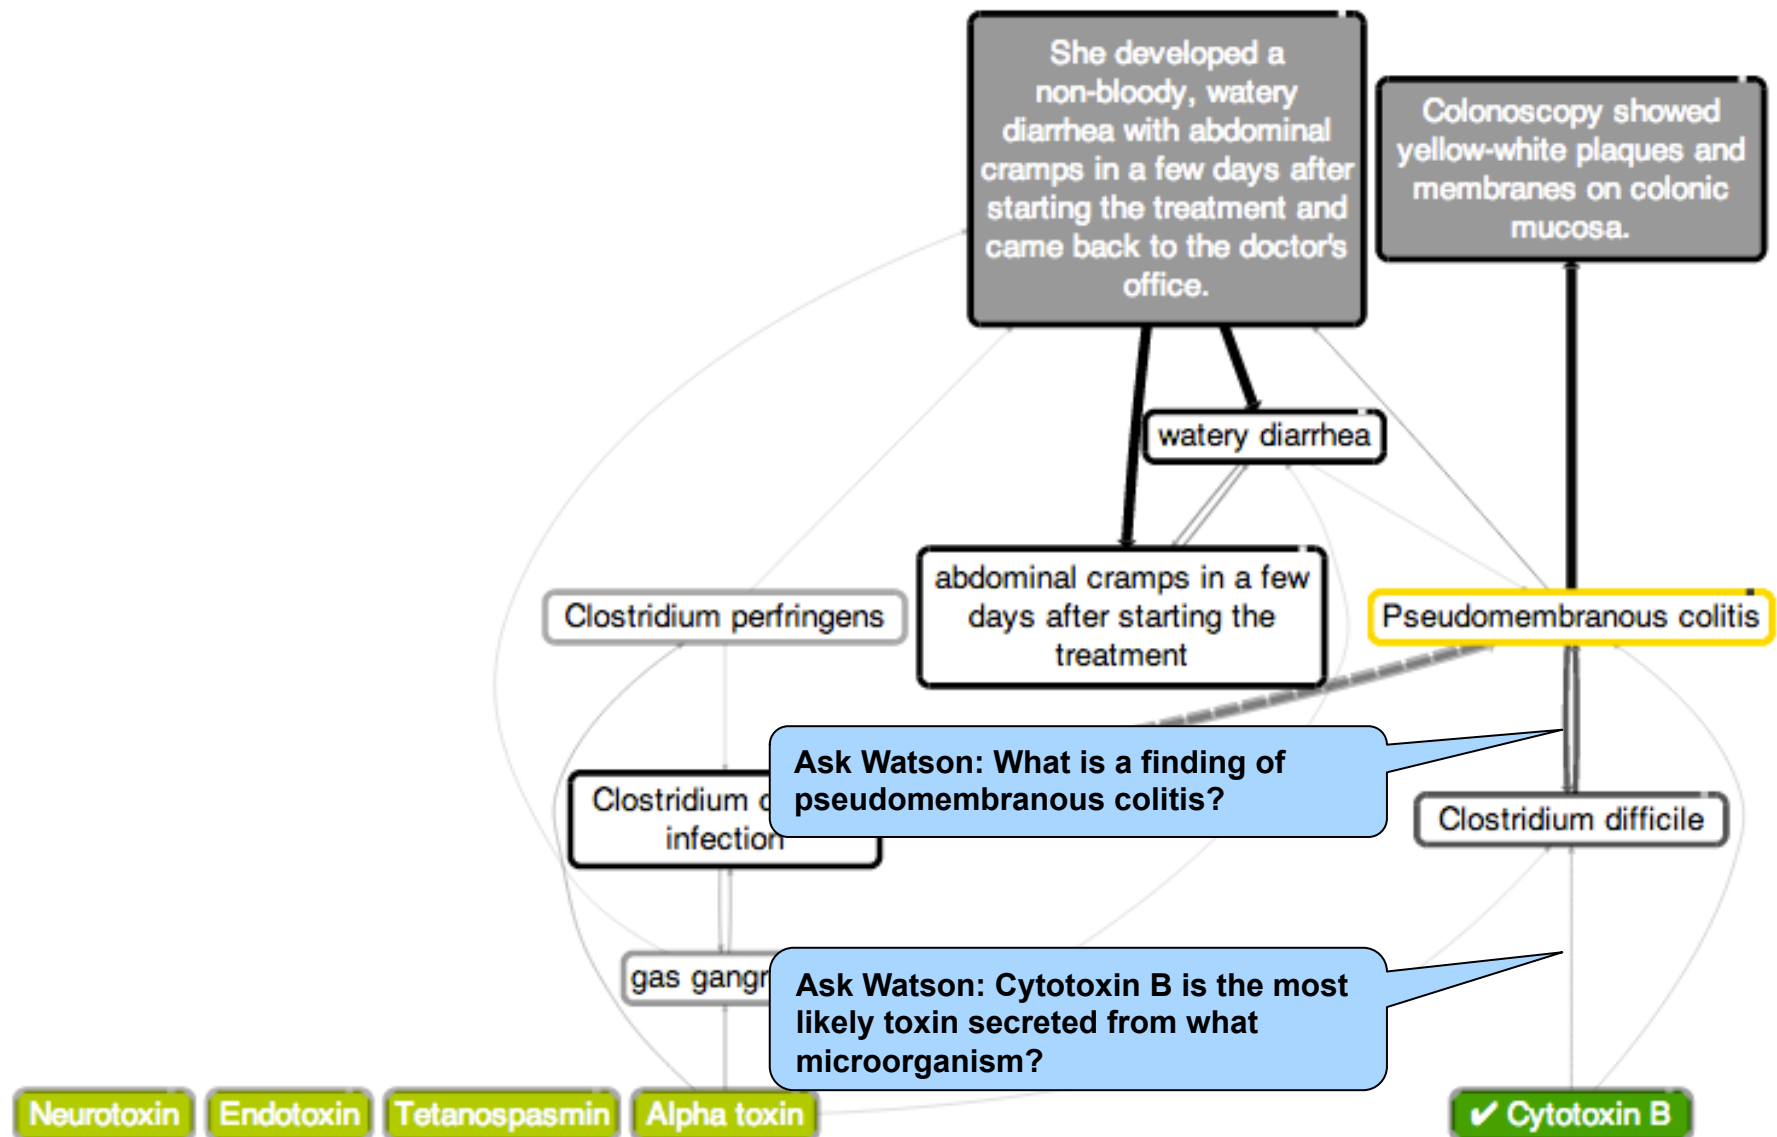 She developed a
non-bloody, watery
diarrhea with abdominal
cramps in a few days after
starting the treatment and
came back to the doctor's
office.
Colonoscopy showed
yellow-white plaques and
membranes on colonic
mucosa.
watery diarrhea
abdominal cramps in a few
days after starting the
treatment
Clostridium perfringens
Pseudomembranous colitis
Ask Watson: What is a finding of
pseudomembranous colitis?
Clostridium
infection
Clostridium difficile
gas
Ask Watson: Cytotoxin B is the most
likely toxin secreted from what
microorganism?
Neurotoxin
Endotoxin
Tetanospasmin
Alpha toxin
✔ Cytotoxin B